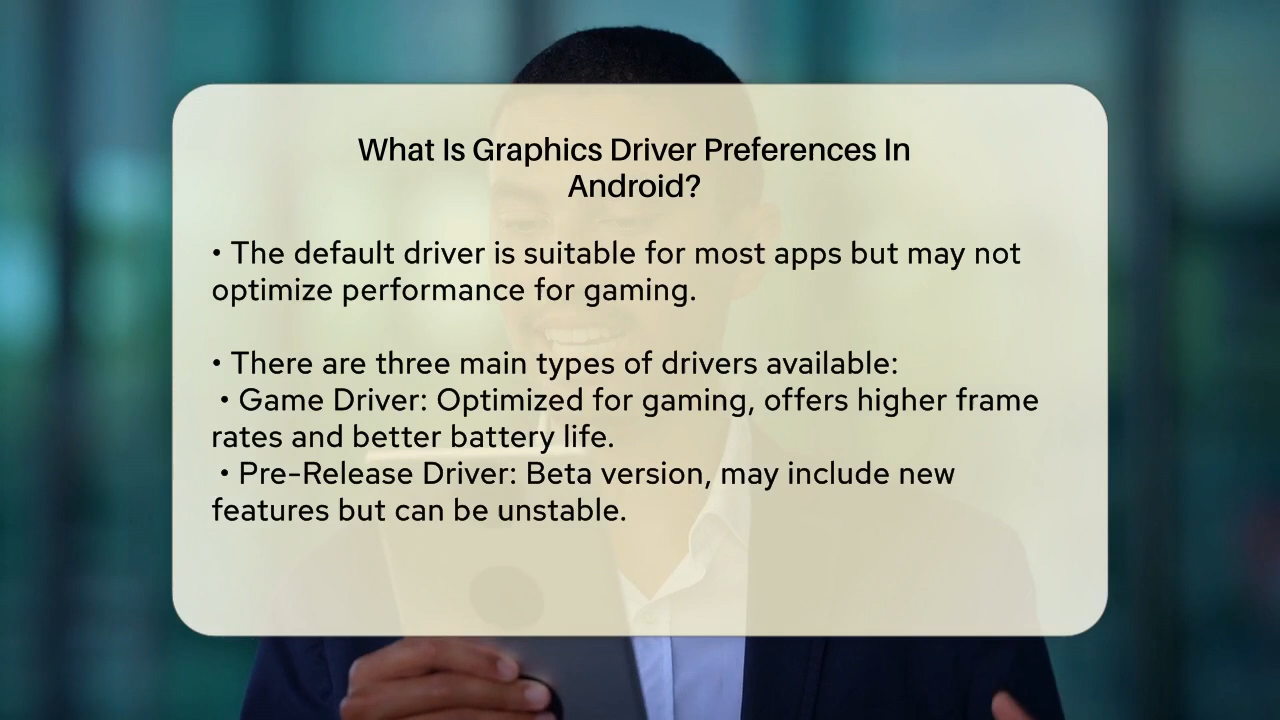 What Is Graphics Driver Preferences In
Android?
• The default driver is suitable for most apps but may not
optimize performance for gaming.
• There are three main types of drivers available:
• Game Driver: Optimized for gaming, offers higher frame
rates and better battery life.
• Pre-Release Driver: Beta version, may include new
features but can be unstable.